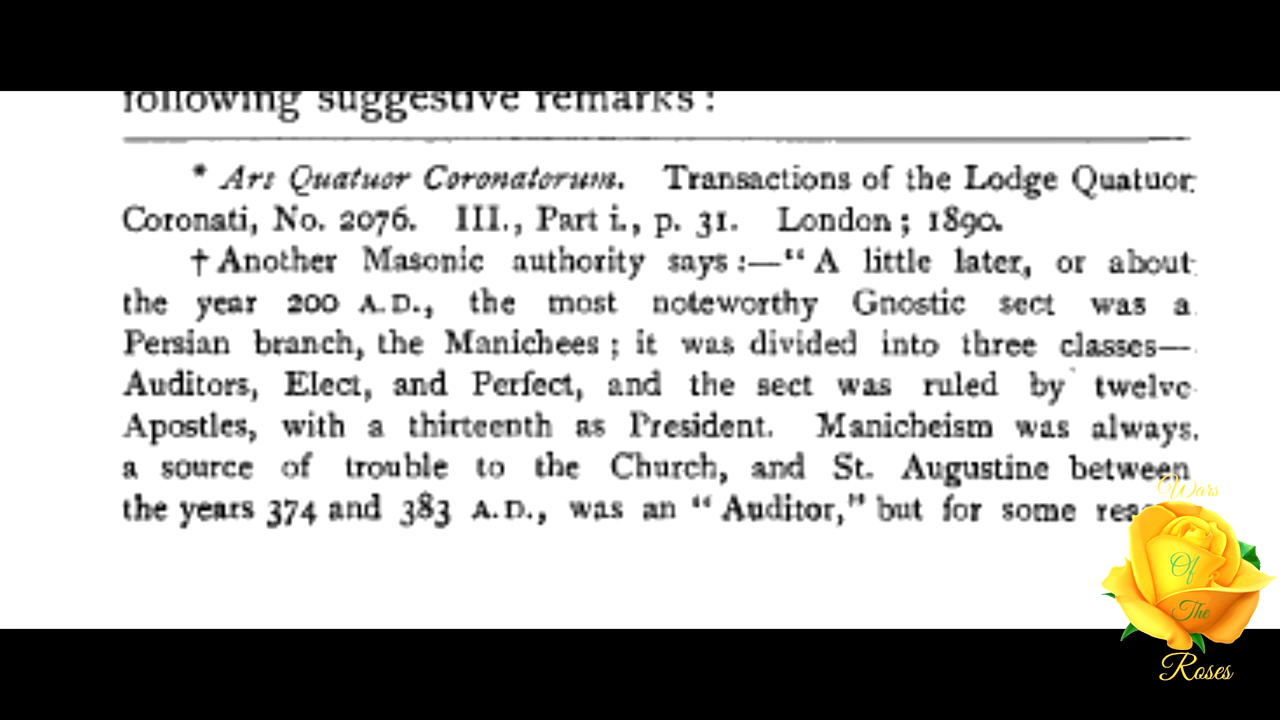 following suggestive remarks :
* Ars Quatuor Coronatorum. Transactions of the Lodge Quatuor
Coronati, No. 2076. III., Part i., p. 31. London ; 1890.
† Another Masonic authority says :—“ A little later, or about
the year 200 A.D., the most noteworthy Gnostic sect was a
Persian branch, the Manichees ; it was divided into three classes—
Auditors, Elect, and Perfect, and the sect was ruled by twelve
Apostles, with a thirteenth as President. Manicheism was always
a source of trouble to the Church, and St. Augustine between
the years 374 and 383 A.D., was an “ Auditor,” but for some
Wars
Of
The
Roses